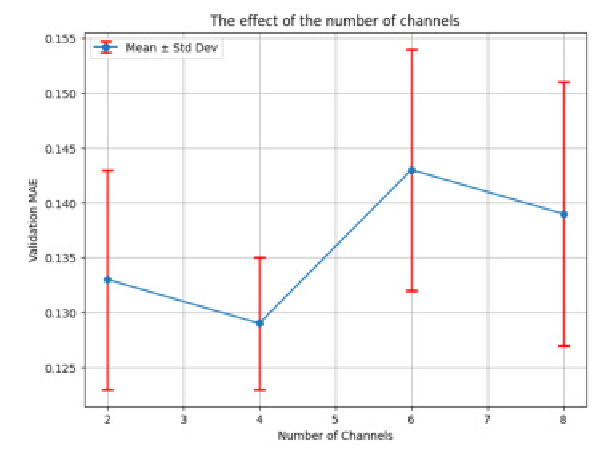 The effect of the number of channels
Mean ± Std Dev
0.155
0.150
0.145
0.140
0.135
0.130
0.125
Validation MAE
2 3 4 5 6 7 8
Number of Channels